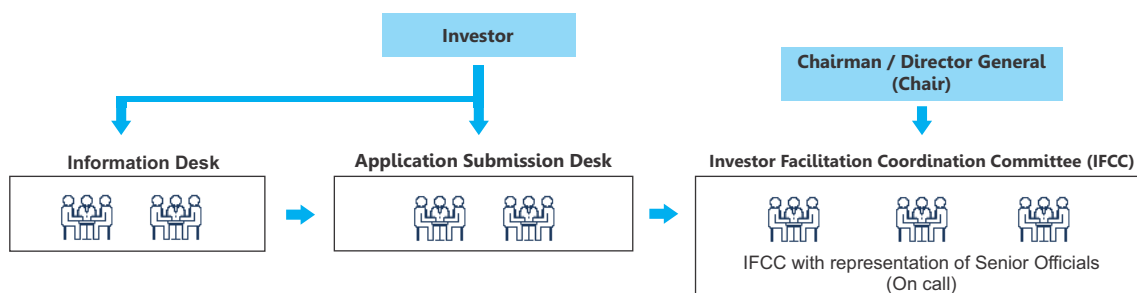 Investor
Chairman / Director General
(Chair)
Information Desk
Application Submission Desk
Investor Facilitation Coordination Committee (IFCC)
IFCC with representation of Senior Officials
(On call)